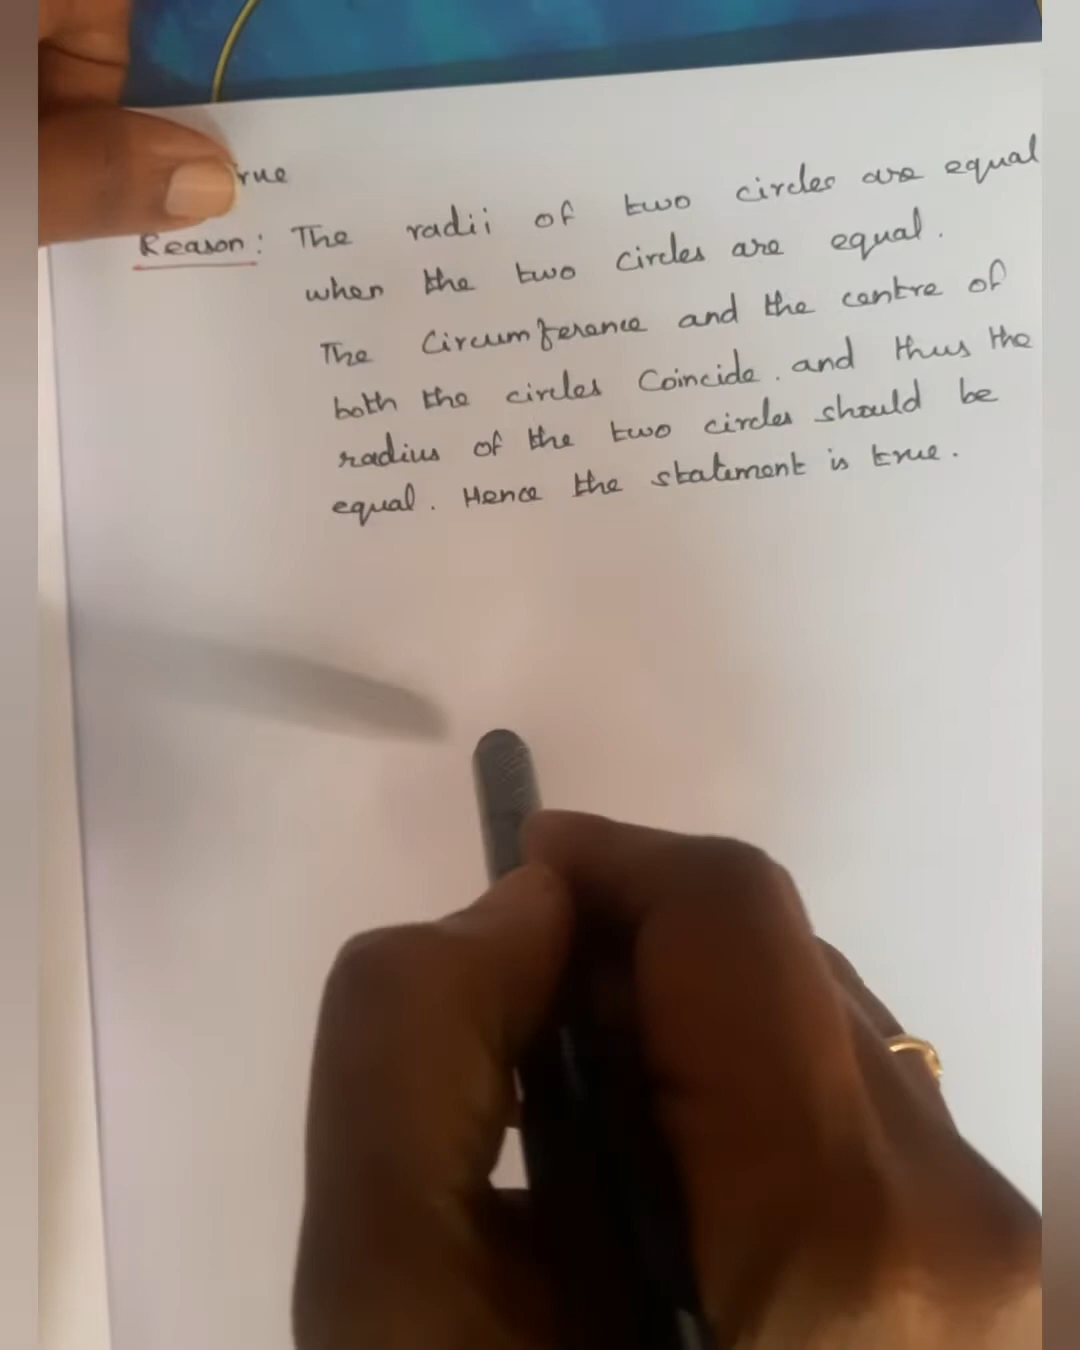 rue
Reason: The radii of two circles are equal
when the two circles are equal.
The Circumference and the centre of
both the circles Coincide. and thus the
radius of the two circles should be
equal. Hence the statement is true.